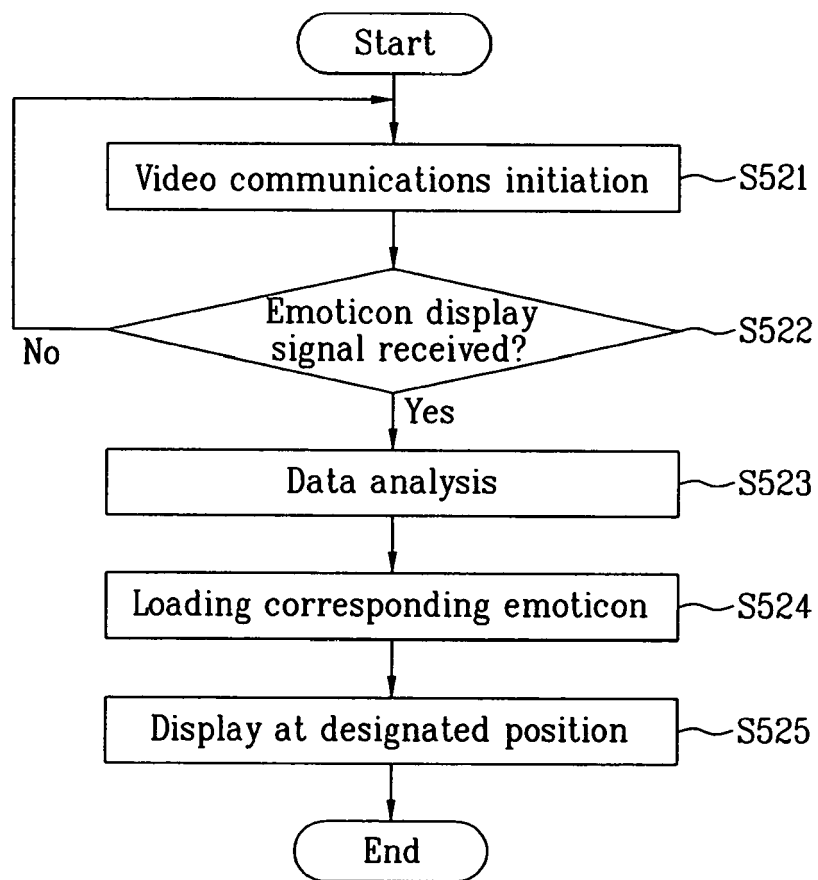 Start
Video communications initiation
S521
Emoticon display
signal received?
S522
No
Yes
Data analysis
S523
Loading corresponding emoticon
S524
Display at designated position
S525
End